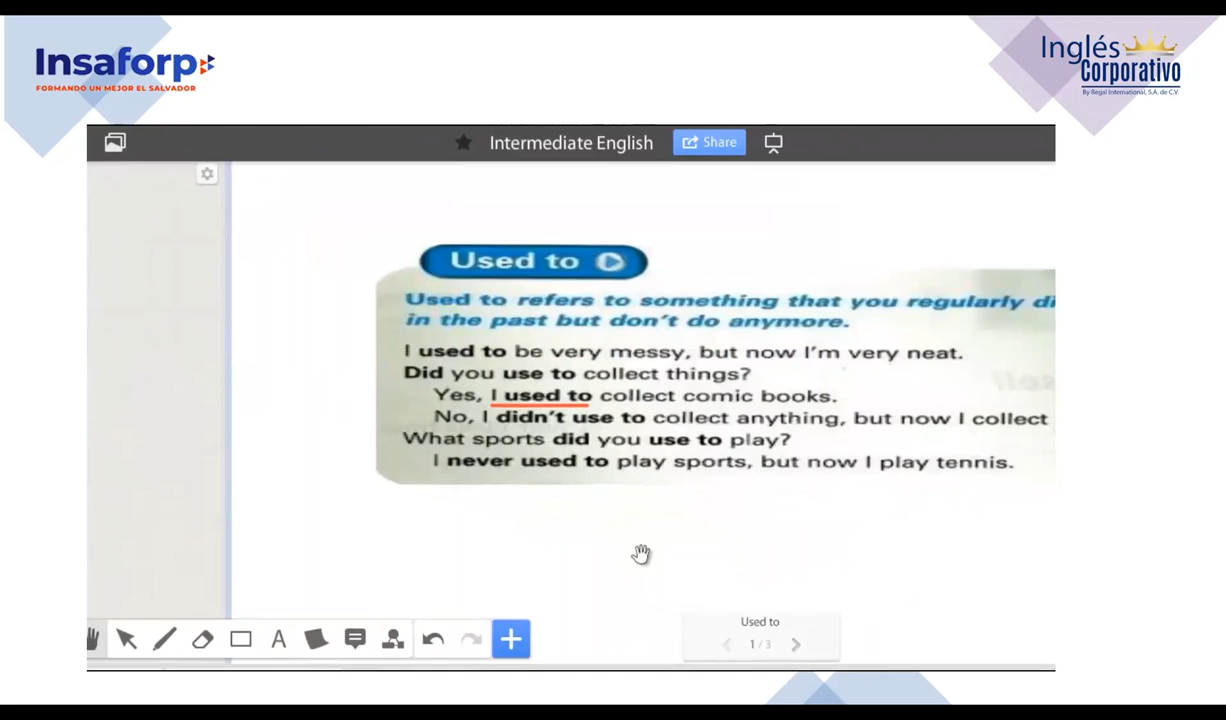 Insaforp
FORMANDO UN MEJOR EL SALVADOR
Inglés
Corporativo
By Regal International, S.A. de C.V.
Intermediate English
Share
Used to
Used to refers to something that you regularly di
in the past but don't do anymore.
I used to be very messy, but now I'm very neat.
Did you use to collect things?
Yes, I used to collect comic books.
No, I didn't use to collect anything, but now I collect
What sports did you use to play?
I never used to play sports, but now I play tennis.
A
Used to
1 / 3